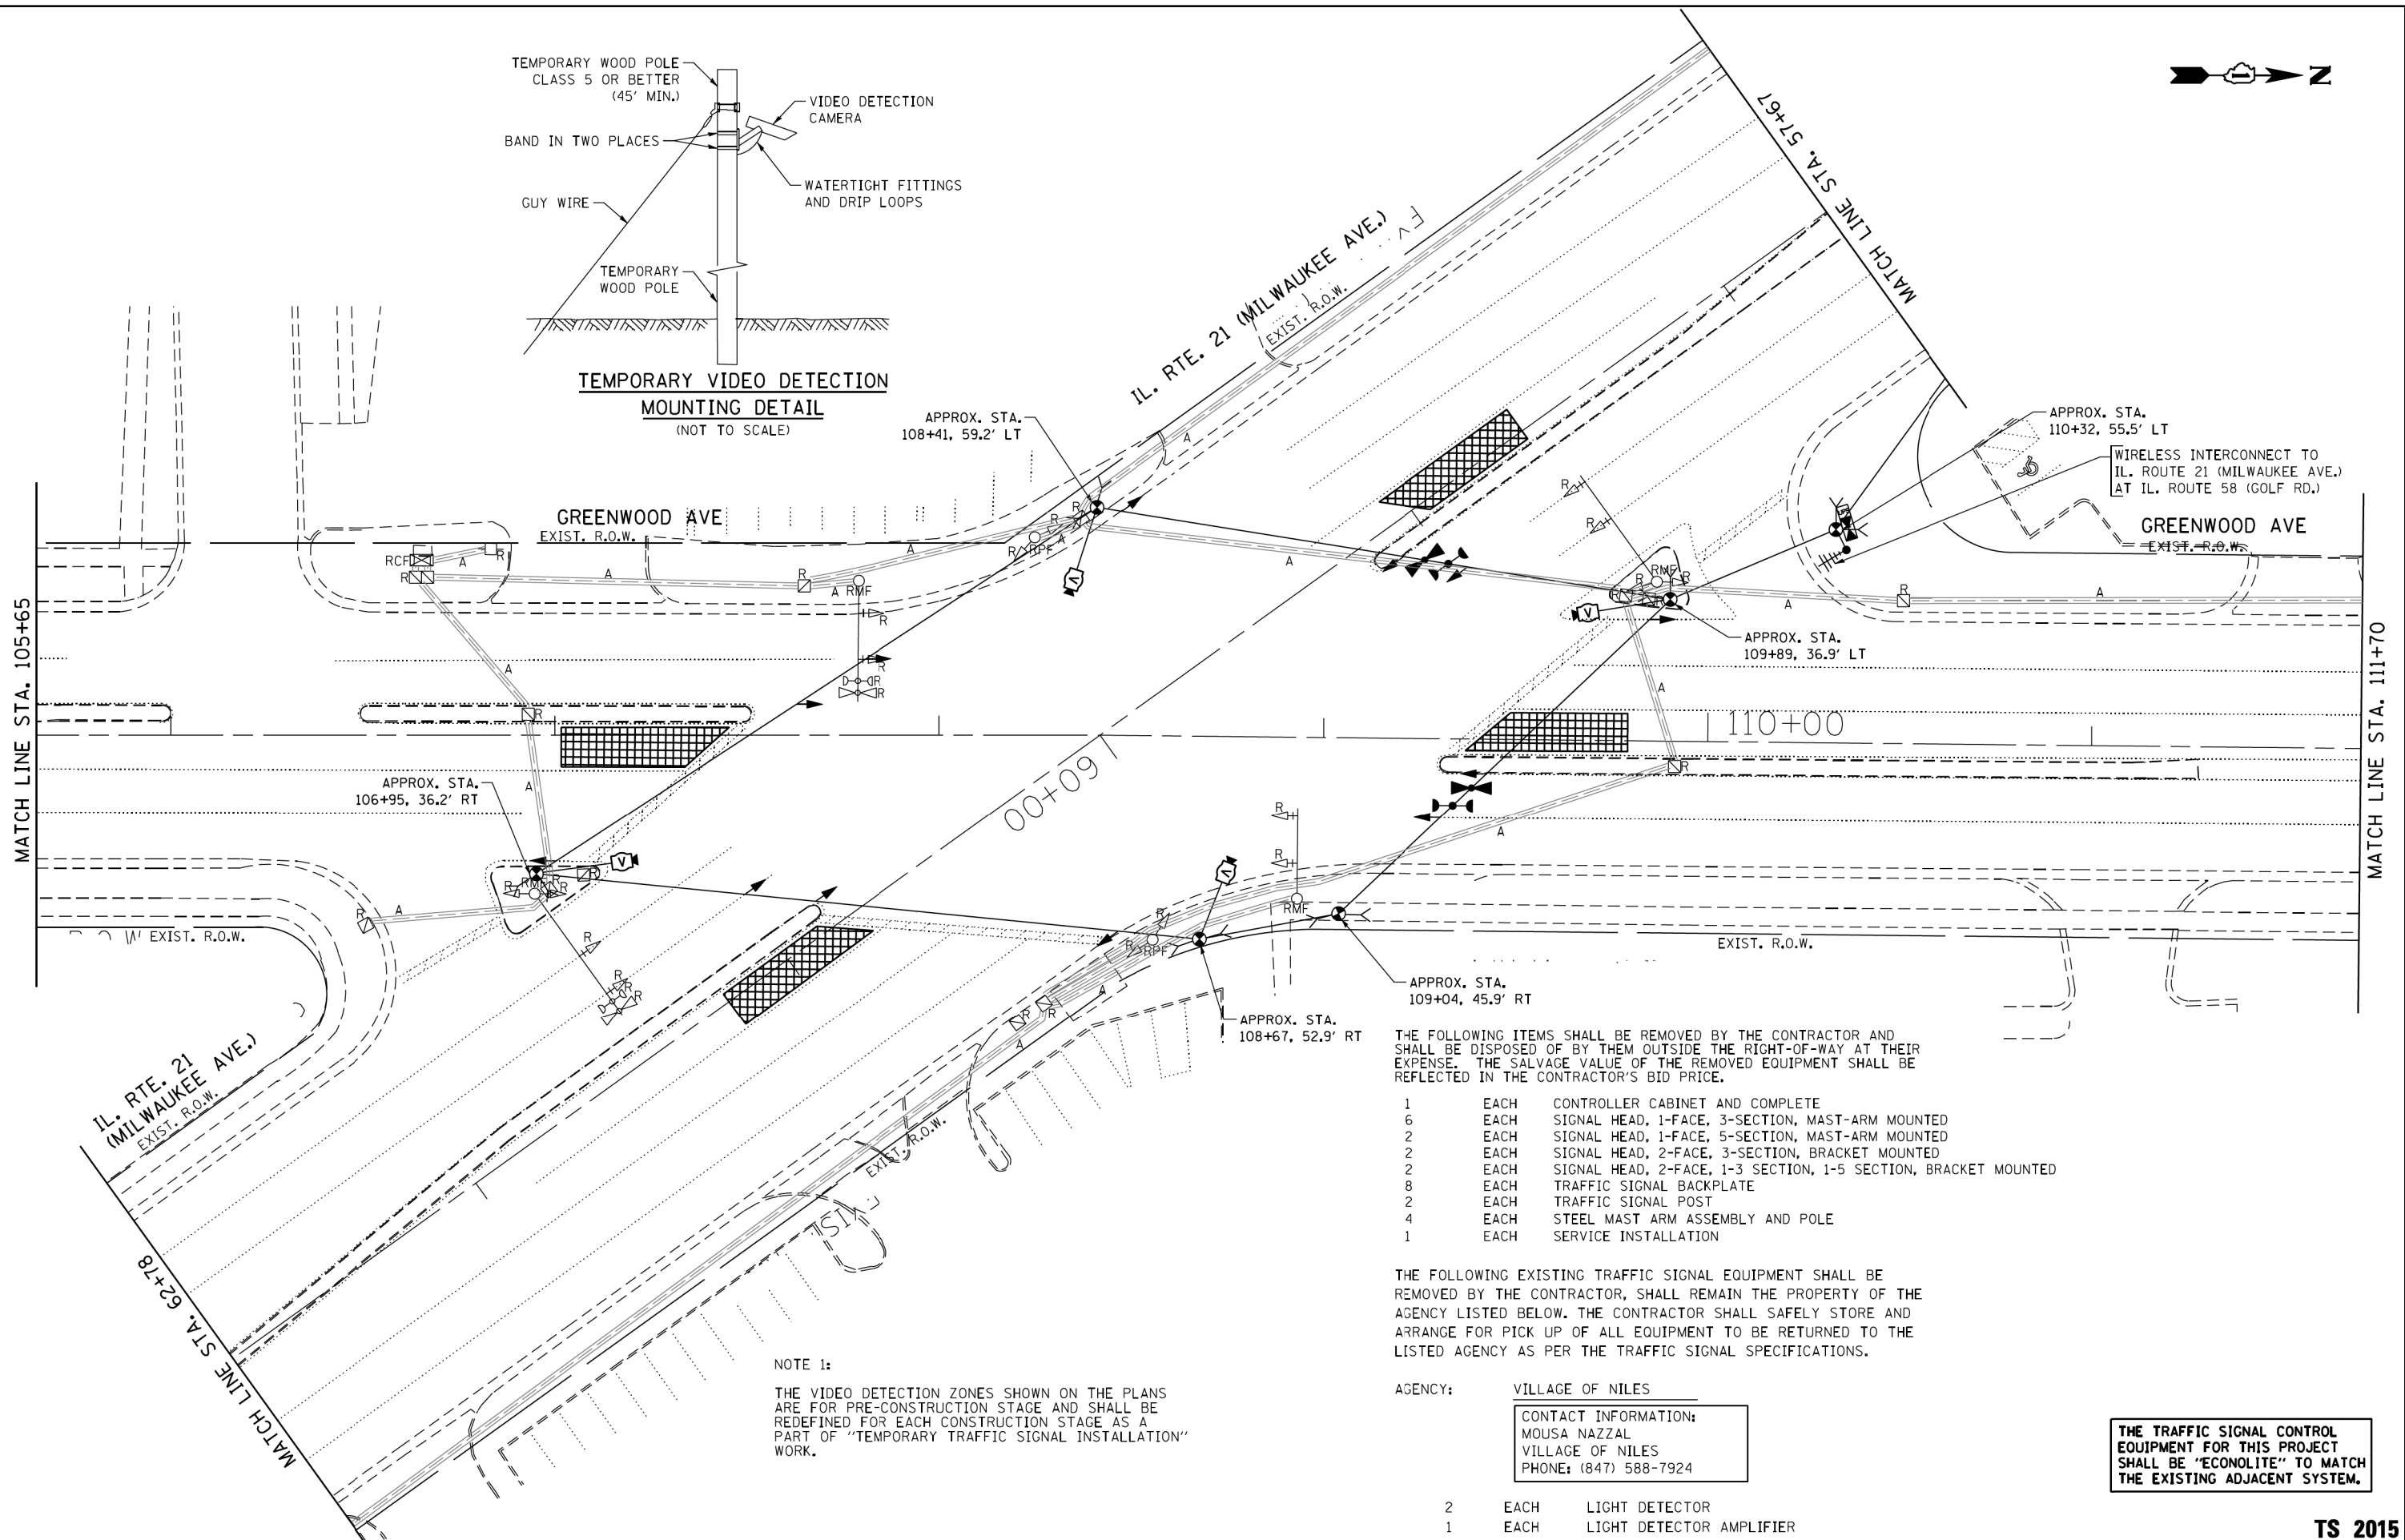 TEMPORARY WOOD POLE
CLASS 5 OR BETTER
(45' MIN.)
VIDEO DETECTION
CAMERA
BAND IN TWO PLACES
WATERTIGHT FITTINGS
AND DRIP LOOPS
GUY WIRE
TEMPORARY
WOOD POLE
TEMPORARY VIDEO DETECTION
MOUNTING DETAIL
(NOT TO SCALE)
N
MATCH LINE STA. 57+67
IL. RTE. 21 (MILWAUKEE AVE.)
EXIST. R.O.W.
APPROX. STA.
108+41, 59.2' LT
APPROX. STA.
110+32, 55.5' LT
WIRELESS INTERCONNECT TO
IL. ROUTE 21 (MILWAUKEE AVE.)
AT IL. ROUTE 58 (GOLF RD.)
GREENWOOD AVE
EXIST. R.O.W.
GREENWOOD AVE
EXIST. R.O.W.
RCF
R
A
R
R
A
R
A
RMF
R
R
R
R
A
R
RPF
R
A
A
A
V
R
R
RMF
R
R
V
A
R
A
A
R
APPROX. STA.
109+89, 36.9' LT
MATCH LINE STA. 105+65
MATCH LINE STA. 111+70
110+00
160+00
APPROX. STA.
106+95, 36.2' RT
A
R
A
V
R
R
A
R
R
R
R
EXIST. R.O.W.
R
R
RMF
A
V
R
R
RPF
A
R
R
A
EXIST. R.O.W.
APPROX. STA.
109+04, 45.9' RT
APPROX. STA.
108+67, 52.9' RT
IL. RTE. 21
(MILWAUKEE AVE.)
EXIST. R.O.W.
EXIST. R.O.W.
MATCH LINE STA. 62+78
THE FOLLOWING ITEMS SHALL BE REMOVED BY THE CONTRACTOR AND
SHALL BE DISPOSED OF BY THEM OUTSIDE THE RIGHT-OF-WAY AT THEIR
EXPENSE. THE SALVAGE VALUE OF THE REMOVED EQUIPMENT SHALL BE
REFLECTED IN THE CONTRACTOR'S BID PRICE.
1 EACH CONTROLLER CABINET AND COMPLETE
6 EACH SIGNAL HEAD, 1-FACE, 3-SECTION, MAST-ARM MOUNTED
2 EACH SIGNAL HEAD, 1-FACE, 5-SECTION, MAST-ARM MOUNTED
2 EACH SIGNAL HEAD, 2-FACE, 3-SECTION, BRACKET MOUNTED
2 EACH SIGNAL HEAD, 2-FACE, 1-3 SECTION, 1-5 SECTION, BRACKET MOUNTED
8 EACH TRAFFIC SIGNAL BACKPLATE
2 EACH TRAFFIC SIGNAL POST
4 EACH STEEL MAST ARM ASSEMBLY AND POLE
1 EACH SERVICE INSTALLATION
THE FOLLOWING EXISTING TRAFFIC SIGNAL EQUIPMENT SHALL BE
REMOVED BY THE CONTRACTOR, SHALL REMAIN THE PROPERTY OF THE
AGENCY LISTED BELOW. THE CONTRACTOR SHALL SAFELY STORE AND
ARRANGE FOR PICK UP OF ALL EQUIPMENT TO BE RETURNED TO THE
LISTED AGENCY AS PER THE TRAFFIC SIGNAL SPECIFICATIONS.
AGENCY: VILLAGE OF NILES
CONTACT INFORMATION:
MOUSA NAZZAL
VILLAGE OF NILES
PHONE: (847) 588-7924
2 EACH LIGHT DETECTOR
1 EACH LIGHT DETECTOR AMPLIFIER
NOTE 1:
THE VIDEO DETECTION ZONES SHOWN ON THE PLANS
ARE FOR PRE-CONSTRUCTION STAGE AND SHALL BE
REDEFINED FOR EACH CONSTRUCTION STAGE AS A
PART OF "TEMPORARY TRAFFIC SIGNAL INSTALLATION"
WORK.
THE TRAFFIC SIGNAL CONTROL
EQUIPMENT FOR THIS PROJECT
SHALL BE "ECONOLITE" TO MATCH
THE EXISTING ADJACENT SYSTEM.
TS 2015